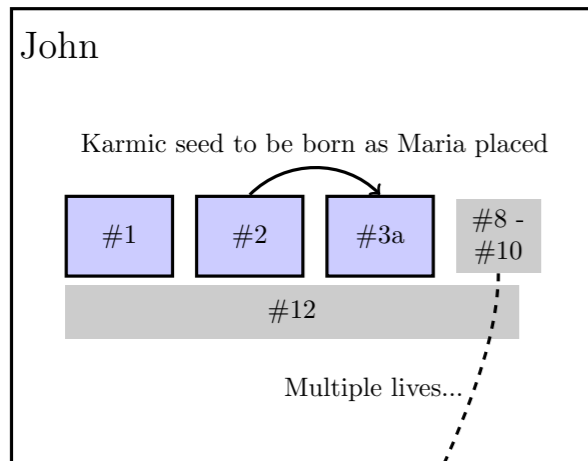 John
Karmic seed to be born as Maria placed
#1
#2
#3a
#8 -
#10
#12
Multiple lives...